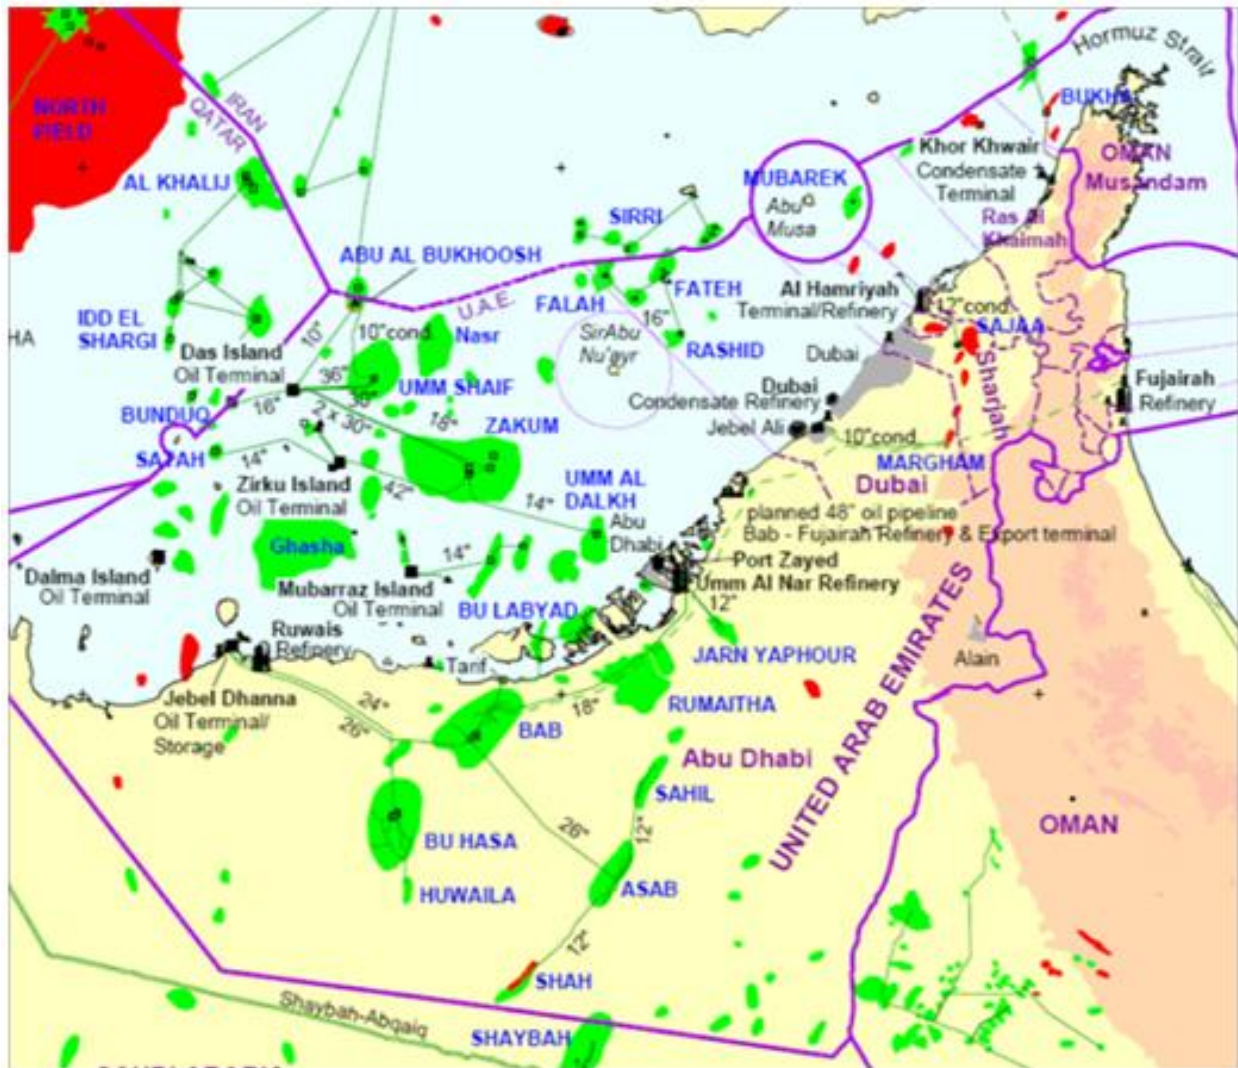 Hormuz Strait
NORTH
FIELD
IRAN
QATAR
BUKHA
AL KHALIJ
MUBAREK
Abu
Musa
Khor Khwair
Condensate
Terminal
OMAN
Musandam
SIRRI
Ras Al
Khaimah
ABU AL BUKHOOSH
U.A.E.
FALAH
FATEH
Al Hamriyah
Terminal/Refinery
12"cond.
SAJAA
IDD EL
SHARGI
HA
10"
10"cond.
Nasr
16"
Sir Abu
Nu'ayr
RASHID
Dubai
Sharjah
Das Island
Oil Terminal
36"
UMM SHAIF
Dubai
Condensate Refinery
Fujairah
Refinery
BUNDUQ
16"
2 x 30"
18"
ZAKUM
Jebel Ali
10"cond.
SATAH
14"
MARGHAM
Dubai
Zirku Island
Oil Terminal
42"
14"
UMM AL
DALKH
Abu
Dhabi
planned 48" oil pipeline
Bab - Fujairah Refinery & Export terminal
Ghasha
14"
Port Zayed
Umm Al Nar Refinery
Dalma Island
Oil Terminal
Mubarraz Island
Oil Terminal
BU LABYAD
12"
Ruwais
Refinery
Tarif
JARN YAPHOUR
Alain
Jebel Dhanna
Oil Terminal/
Storage
24"
26"
BAB
18"
RUMAITHA
UNITED ARAB EMIRATES
Abu Dhabi
SAHIL
OMAN
BU HASA
26"
12"
HUWAILA
ASAB
12"
SHAH
Shaybah-Abqaiq
SHAYBAH